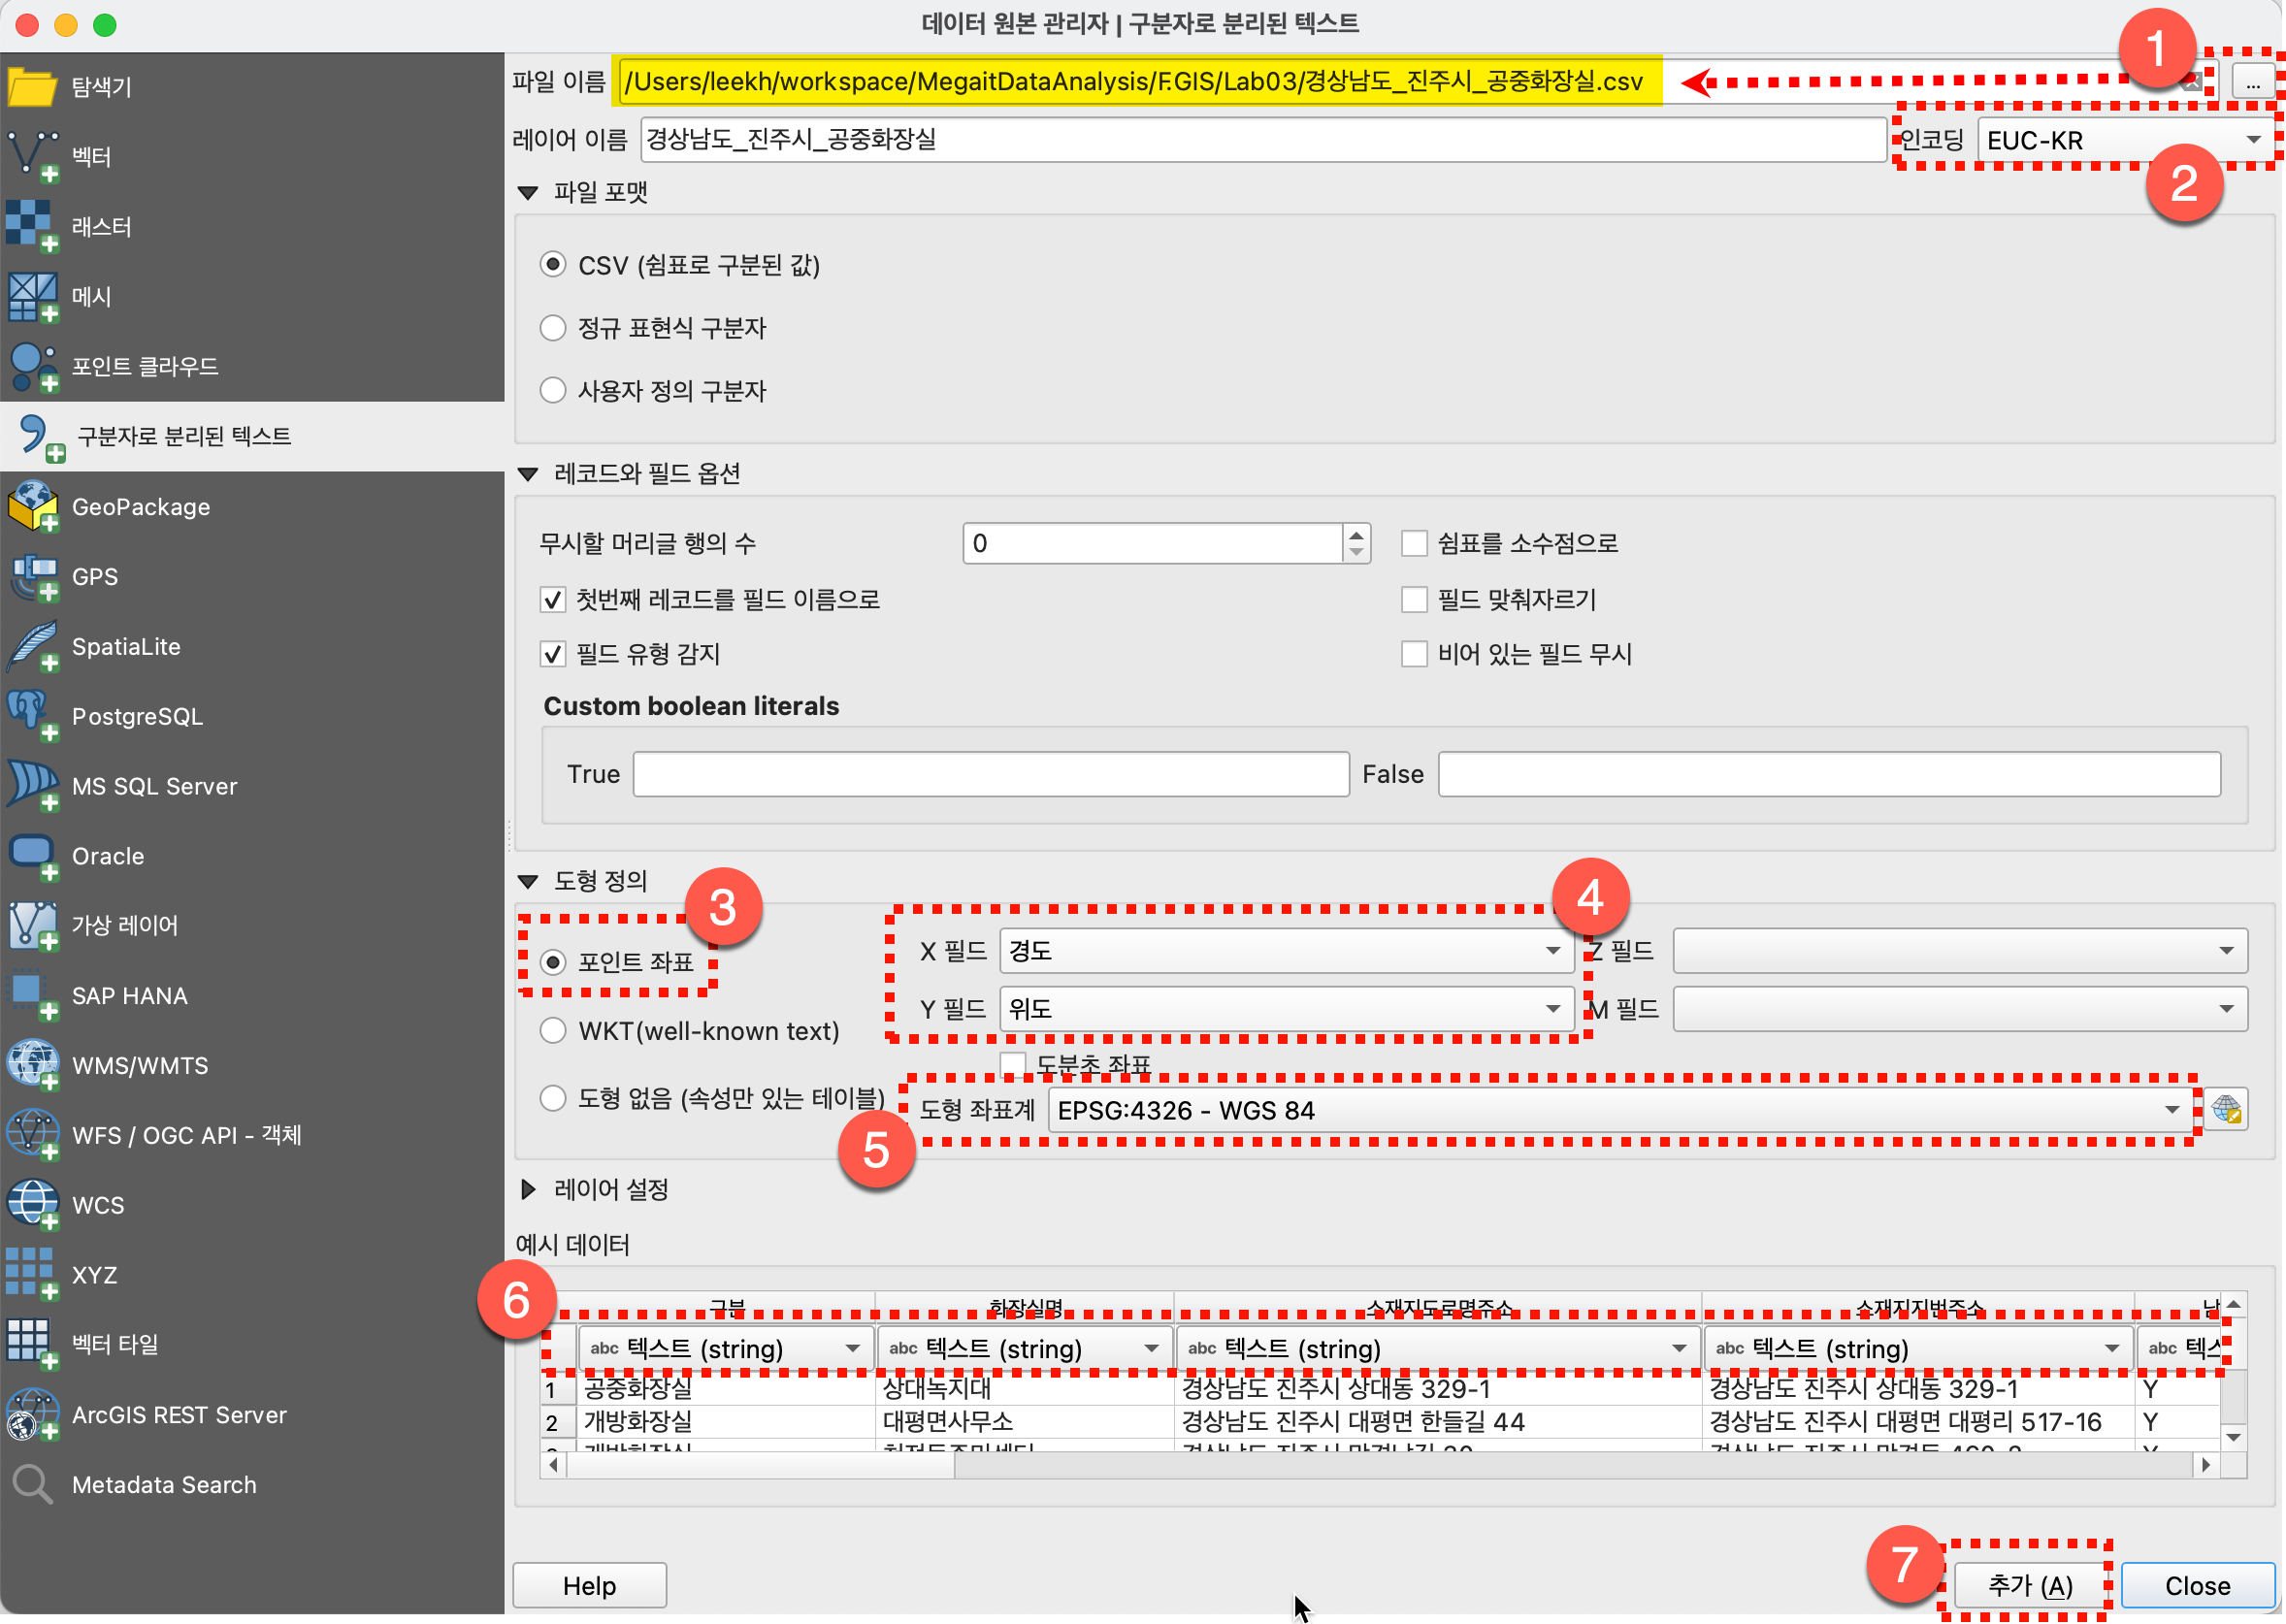 데이터 원본 관리자 | 구분자로 분리된 텍스트
탐색기
벡터
래스터
메시
포인트 클라우드
구분자로 분리된 텍스트
GeoPackage
GPS
SpatiaLite
PostgreSQL
MS SQL Server
Oracle
가상 레이어
SAP HANA
WMS/WMTS
WFS / OGC API - 객체
WCS
XYZ
벡터 타일
ArcGIS REST Server
Metadata Search
파일 이름 /Users/leekh/workspace/MegaitDataAnalysis/F.GIS/Lab03/경상남도_진주시_공중화장실.csv 1 ...
레이어 이름 경상남도_진주시_공중화장실 인코딩 EUC-KR
2
파일 포맷
CSV (쉼표로 구분된 값)
정규 표현식 구분자
사용자 정의 구분자
레코드와 필드 옵션
무시할 머리글 행의 수 0 쉼표를 소수점으로
첫번째 레코드를 필드 이름으로 필드 맞춰자르기
필드 유형 감지 비어 있는 필드 무시
Custom boolean literals
True False
도형 정의
3 4
포인트 좌표 X 필드 경도 Z 필드
Y 필드 위도 M 필드
WKT(well-known text)
도분초 좌표
도형 없음 (속성만 있는 테이블) 도형 좌표계 EPSG:4326 - WGS 84
5
레이어 설정
예시 데이터
6
구분 화장실명 소재지도로명주소 소재지지번주소
abc 텍스트 (string) abc 텍스트 (string) abc 텍스트 (string) abc 텍스트 (string) abc
1 공중화장실 상대녹지대 경상남도 진주시 상대동 329-1 경상남도 진주시 상대동 329-1 Y
2 개방화장실 대평면사무소 경상남도 진주시 대평면 한들길 44 경상남도 진주시 대평면 대평리 517-16 Y
7
Help 추가 (A) Close